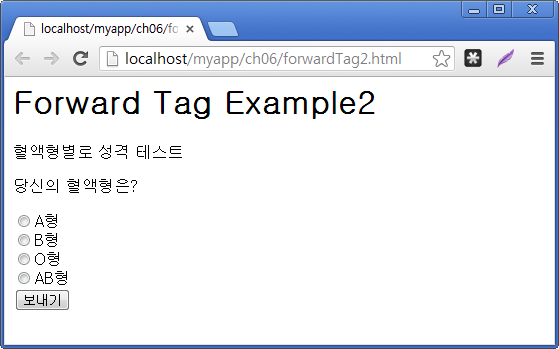 localhost/myapp/ch06/fo
localhost/myapp/ch06/forwardTag2.html
Forward Tag Example2
혈액형별로 성격 테스트
당신의 혈액형은?
A형
B형
O형
AB형
보내기